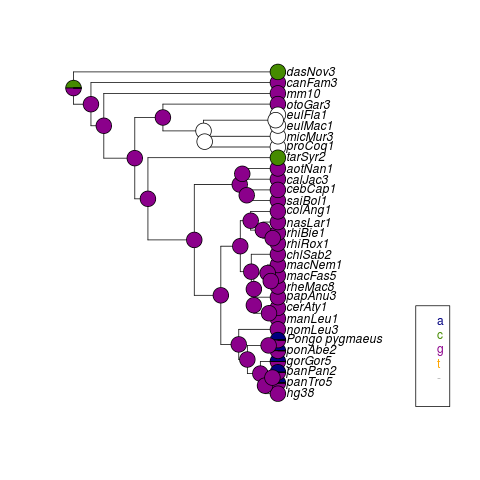 dasNov3
canFam3
mm10
otoGar3
eulFla1
eulMac1
micMur3
proCoq1
tarSyr2
aotNan1
calJac3
cebCap1
saiBol1
colAng1
nasLar1
rhiBie1
rhiRox1
chlSab2
macNem1
macFas5
rheMac8
papAnu3
cerAty1
manLeu1
nomLeu3
Pongo pygmaeus
ponAbe2
gorGor5
panPan2
panTro5
hg38
a
c
g
t
-